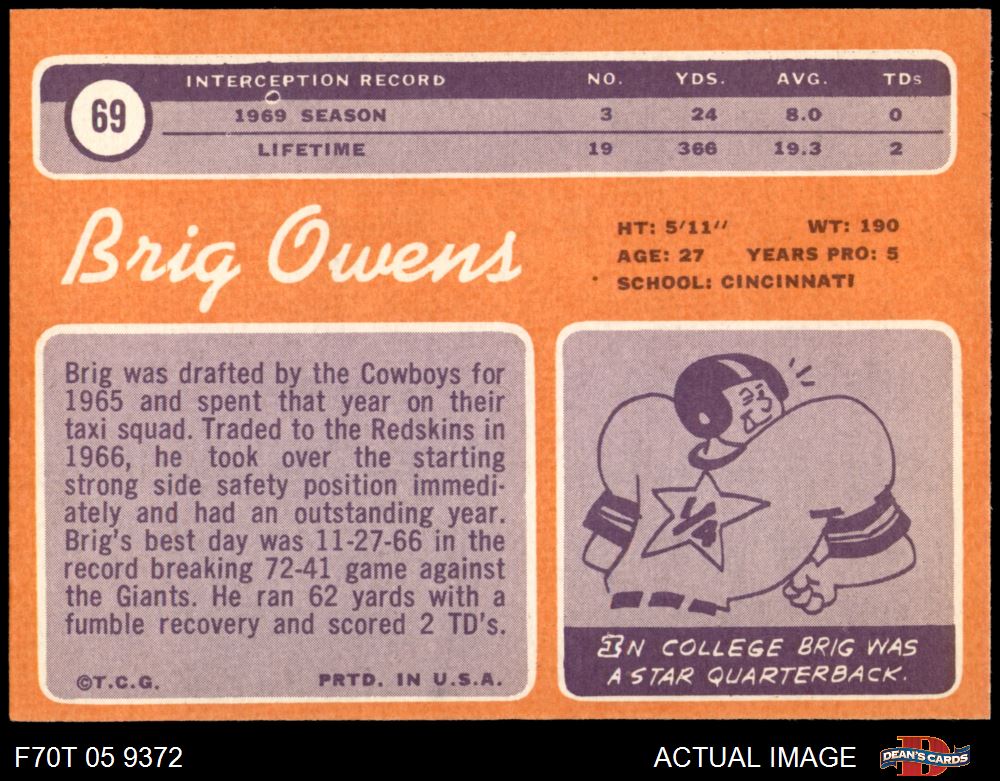 69
INTERCEPTION RECORD NO. YDS. AVG. TDs
1969 SEASON 3 24 8.0 0
LIFETIME 19 366 19.3 2
Brig Owens
HT: 5'11" WT: 190
AGE: 27 YEARS PRO: 5
SCHOOL: CINCINNATI
Brig was drafted by the Cowboys for
1965 and spent that year on their
taxi squad. Traded to the Redskins in
1966, he took over the starting
strong side safety position immedi-
ately and had an outstanding year.
Brig's best day was 11-27-66 in the
record breaking 72-41 game against
the Giants. He ran 62 yards with a
fumble recovery and scored 2 TD's.
©T.C.G. PRTD. IN U.S.A.
1/4
IN COLLEGE BRIG WAS
A STAR QUARTERBACK.
F70T 05 9372
ACTUAL IMAGE
DEAN'S CARDS